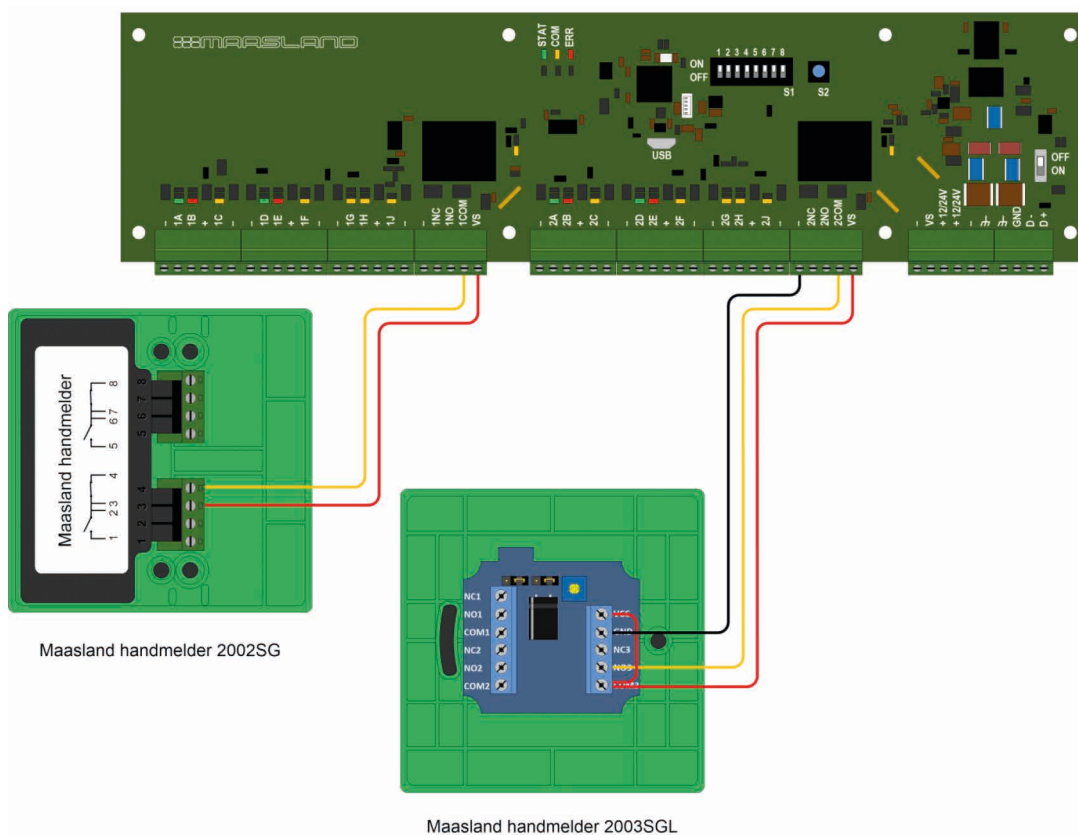 MAASLAND
STAT
COM
ERR
ON
OFF
1 2 3 4 5 6 7 8
S1
S2
USB
OFF
ON
- 1A 1B + 1C - - 1D 1E + 1F - - 1G 1H + 1J - - 1NC 1NO 1COM VS
- 2A 2B + 2C - - 2D 2E + 2F - - 2G 2H + 2J - - 2NC 2NO 2COM VS
- VS +12/24V +12/24V - GND D- D+
Maasland handmelder
1 2 3 4 5 6 7 8
1 2 3 4 5 6 7 8
Maasland handmelder 2002SG
NC1
NO1
COM1
NC2
NO2
COM2
GND
NC3
NO3
COM3
Maasland handmelder 2003SGL